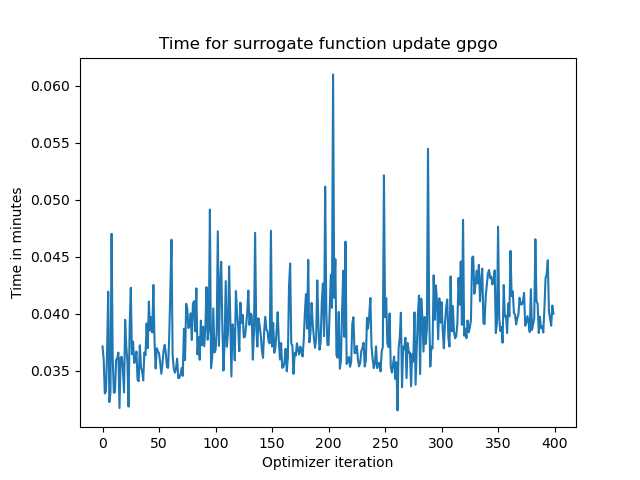 Time for surrogate function update gpgo
0.060
0.055
0.050
0.045
0.040
0.035
Time in minutes
0 50 100 150 200 250 300 350 400
Optimizer iteration